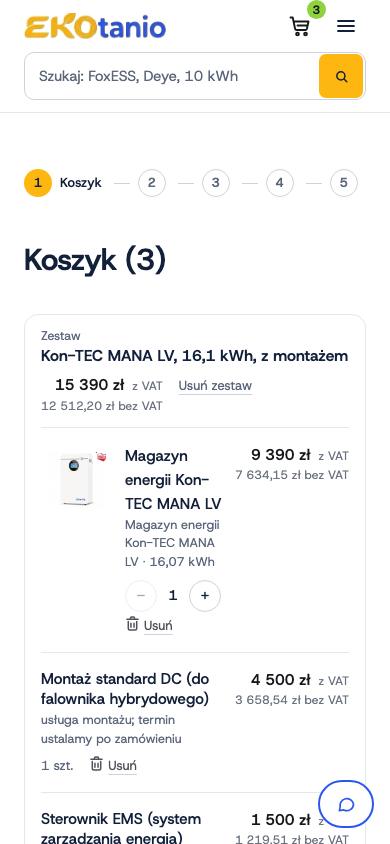 EKOtanio
3
Szukaj: FoxESS, Deye, 10 kWh
1 Koszyk 2 3 4 5
Koszyk (3)
Zestaw
Kon-TEC MANA LV, 16,1 kWh, z montażem
15 390 zł z VAT Usuń zestaw
12 512,20 zł bez VAT
Magazyn energii Kon-TEC MANA LV
9 390 zł z VAT
7 634,15 zł bez VAT
Magazyn energii
Kon-TEC MANA
LV · 16,07 kWh
− 1 +
Usuń
Montaż standard DC (do
falownika hybrydowego)
4 500 zł z VAT
3 658,54 zł bez VAT
usługa montażu; termin
ustalamy po zamówieniu
1 szt. Usuń
Sterownik EMS (system
zarządzania energią)
1 500 zł z
1 219,51 zł bez VAT